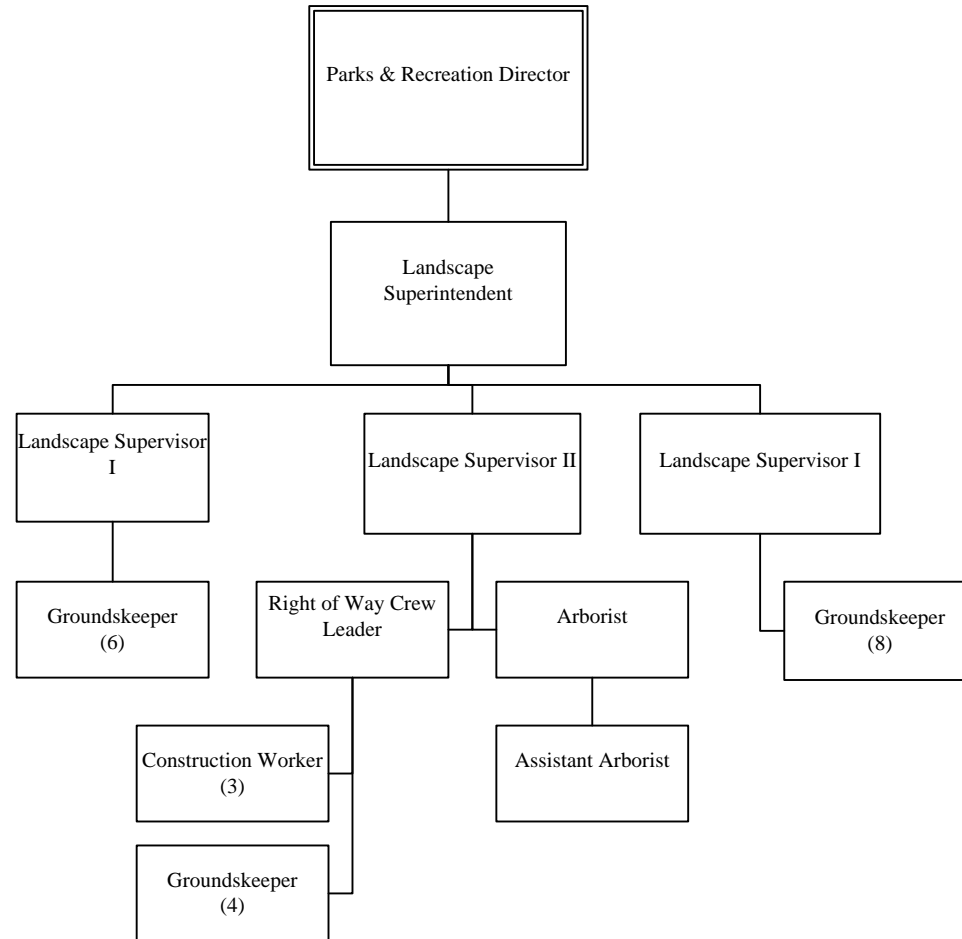 Parks & Recreation Director
Landscape
Superintendent
Landscape Supervisor
I
Landscape Supervisor II
Landscape Supervisor I
Groundskeeper
(6)
Right of Way Crew
Leader
Arborist
Groundskeeper
(8)
Construction Worker
(3)
Assistant Arborist
Groundskeeper
(4)